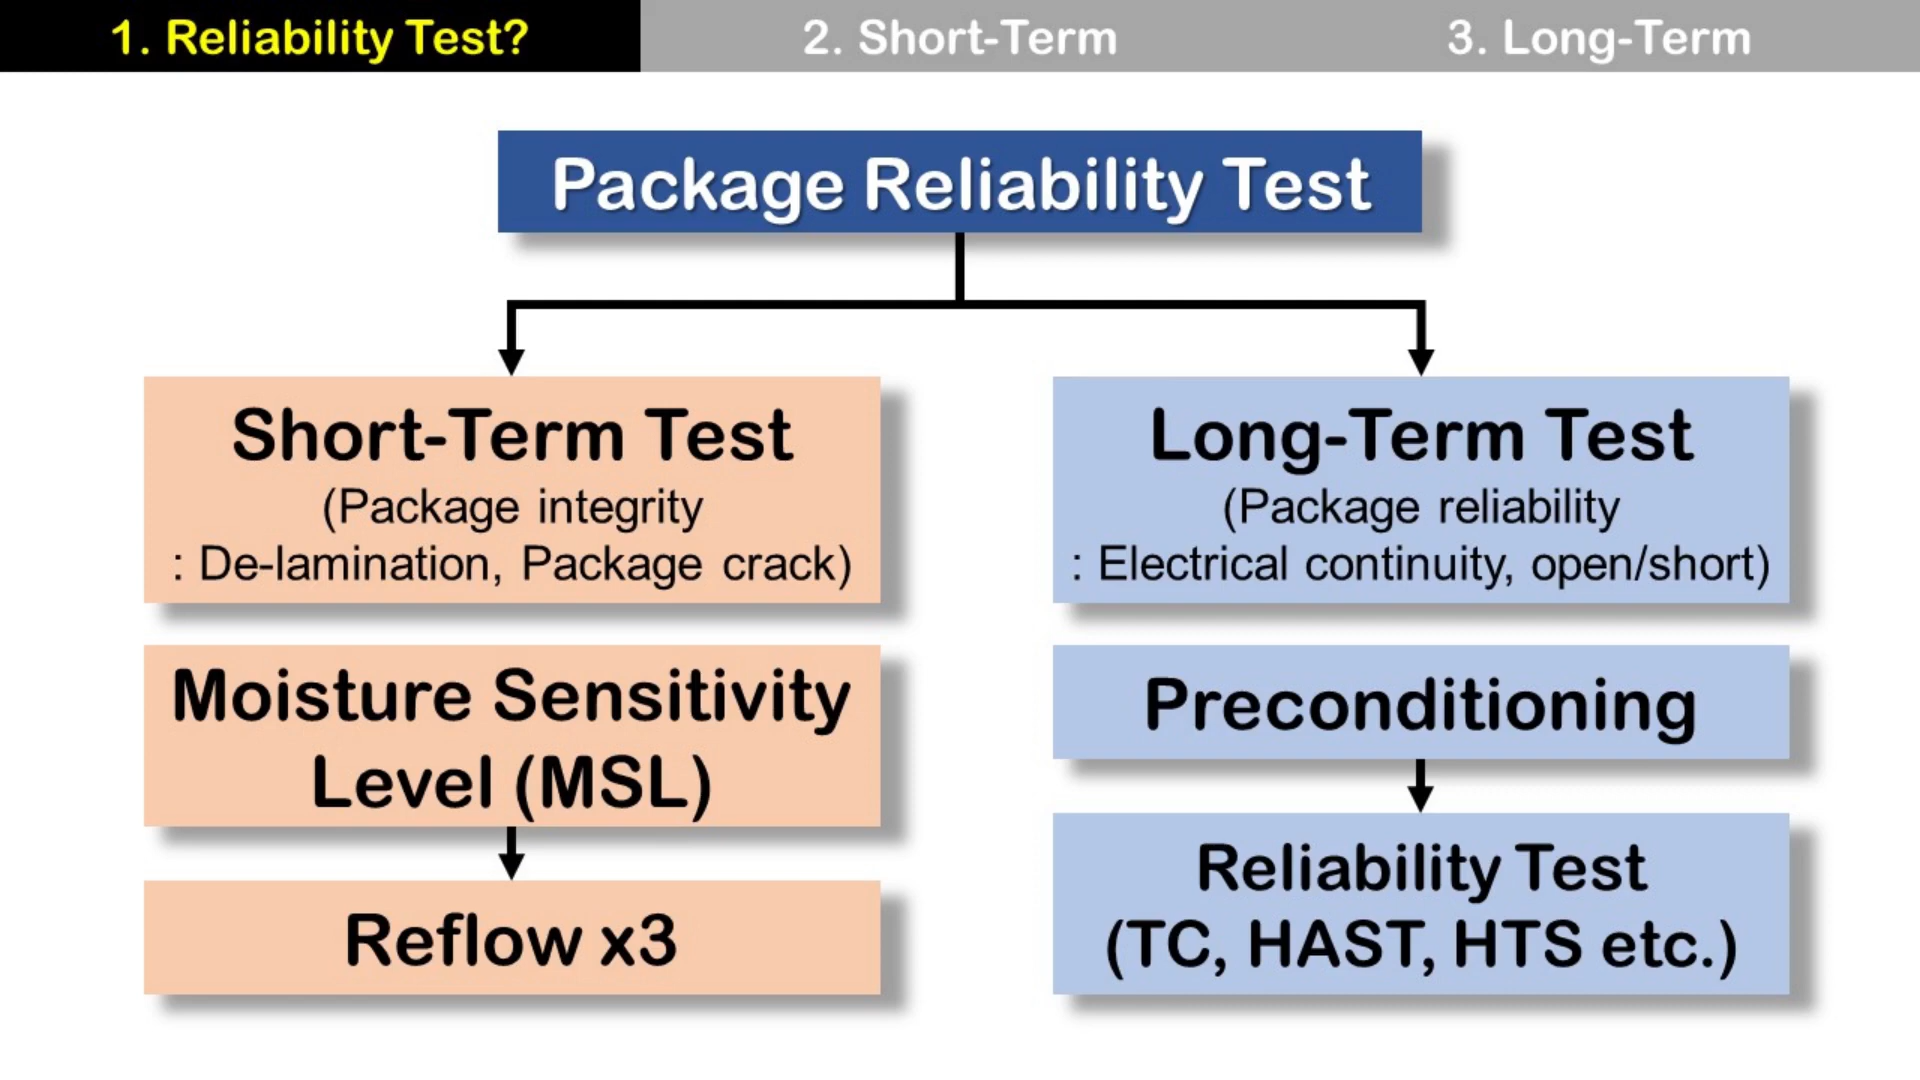 1. Reliability Test?
2. Short-Term
3. Long-Term
Package Reliability Test
Short-Term Test
(Package integrity
: De-lamination, Package crack)
Moisture Sensitivity
Level (MSL)
Reflow x3
Long-Term Test
(Package reliability
: Electrical continuity, open/short)
Preconditioning
Reliability Test
(TC, HAST, HTS etc.)